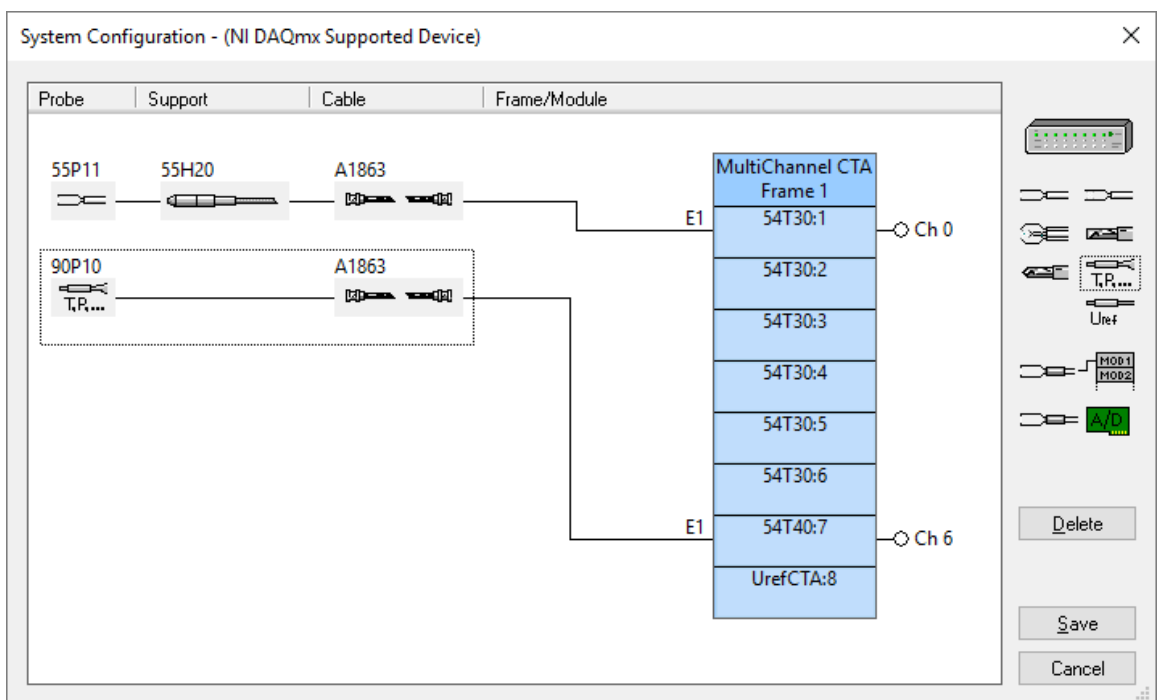 System Configuration - (NI DAQmx Supported Device)
Probe Support Cable Frame/Module
55P11 55H20 A1863
MultiChannel CTA
Frame 1
E1 54T30:1 Ch 0
90P10 A1863
T,P,...
54T30:2
54T30:3
54T30:4
54T30:5
54T30:6
E1 54T40:7 Ch 6
UrefCTA:8
T,P,...
Uref
MOD1
MOD2
A/D
Delete
Save
Cancel